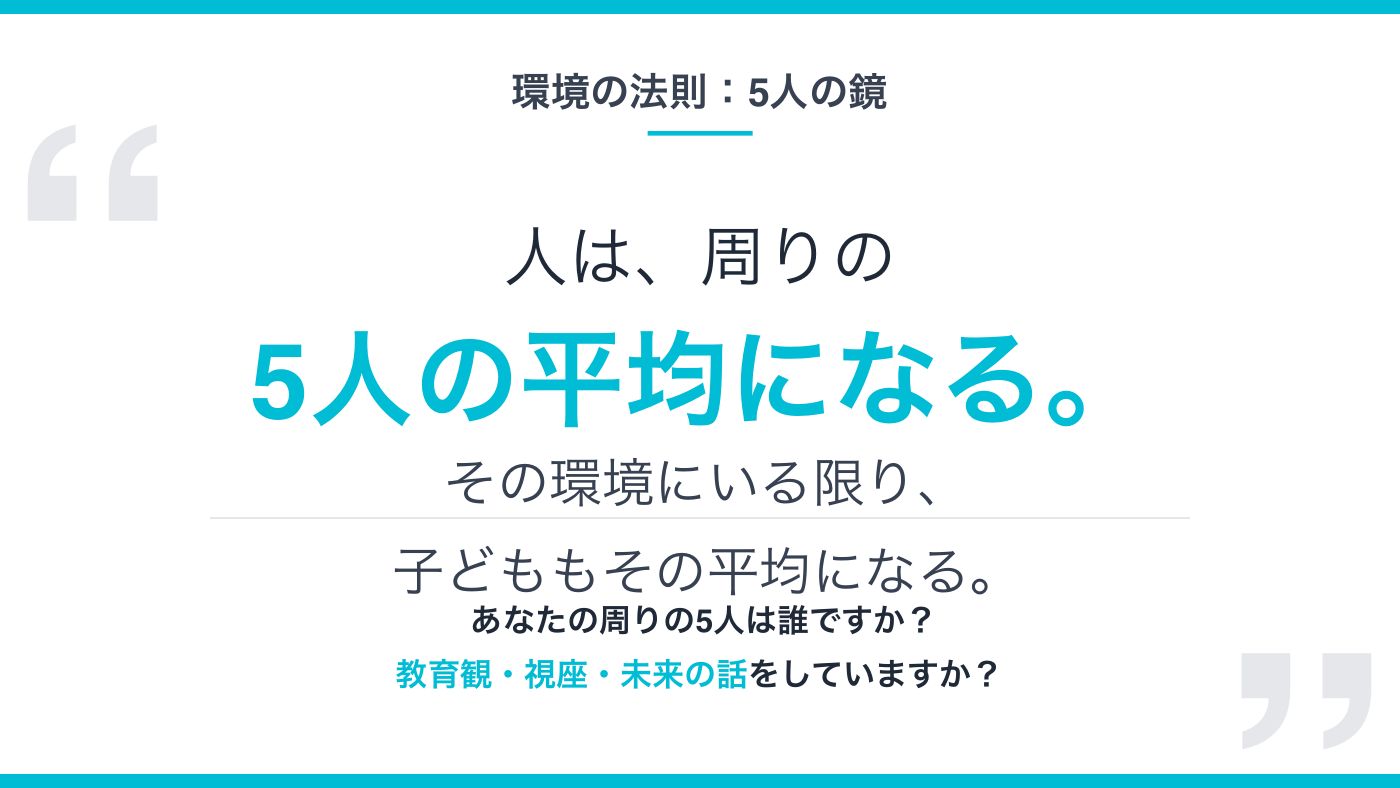 環境の法則：5人の鏡
人は、周りの
5人の平均になる。
その環境にいる限り、
子どももその平均になる。
あなたの周りの5人は誰ですか？
教育観・視座・未来の話をしていますか？